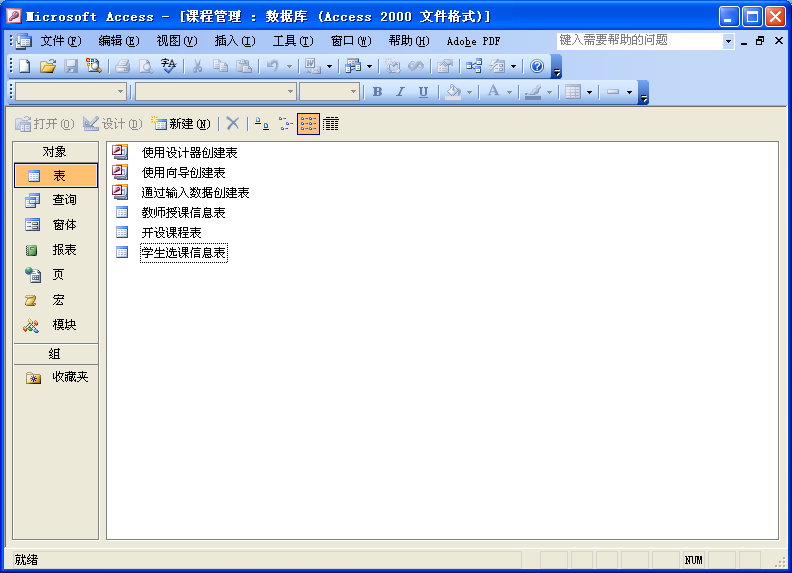 Microsoft Access - [课程管理 : 数据库 (Access 2000 文件格式)]
文件(F) 编辑(E) 视图(V) 插入(I) 工具(T) 窗口(W) 帮助(H) Adobe PDF 键入需要帮助的问题
B I U A
打开(O) 设计(D) 新建(N)
对象
表
查询
窗体
报表
页
宏
模块
组
收藏夹
使用设计器创建表
使用向导创建表
通过输入数据创建表
教师授课信息表
开设课程表
学生选课信息表
就绪 NUM